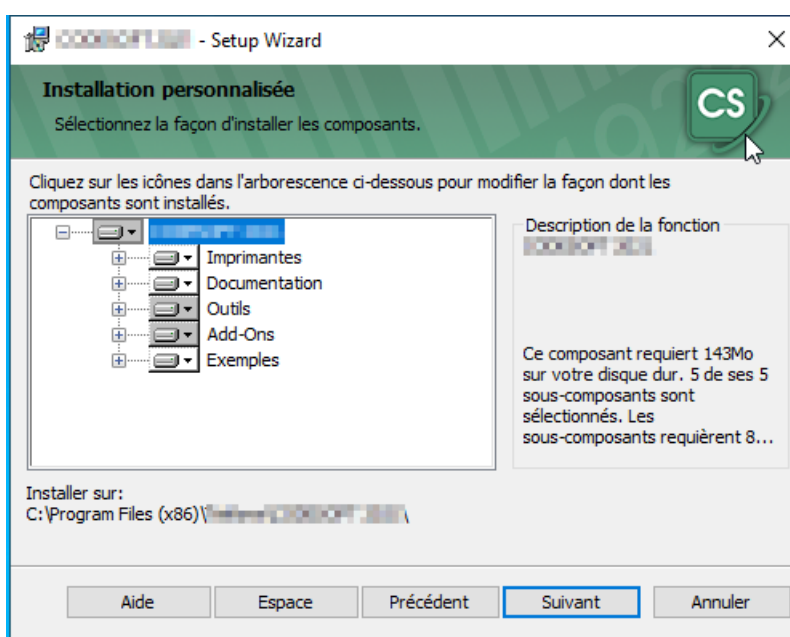 - Setup Wizard
Installation personnalisée
Sélectionnez la façon d'installer les composants.
CS
Cliquez sur les icônes dans l'arborescence ci-dessous pour modifier la façon dont les
composants sont installés.
Imprimantes
Documentation
Outils
Add-Ons
Exemples
Description de la fonction
Ce composant requiert 143Mo
sur votre disque dur. 5 de ses 5
sous-composants sont
sélectionnés. Les
sous-composants requièrent 8...
Installer sur:
C:\Program Files (x86)\ \
Aide
Espace
Précédent
Suivant
Annuler